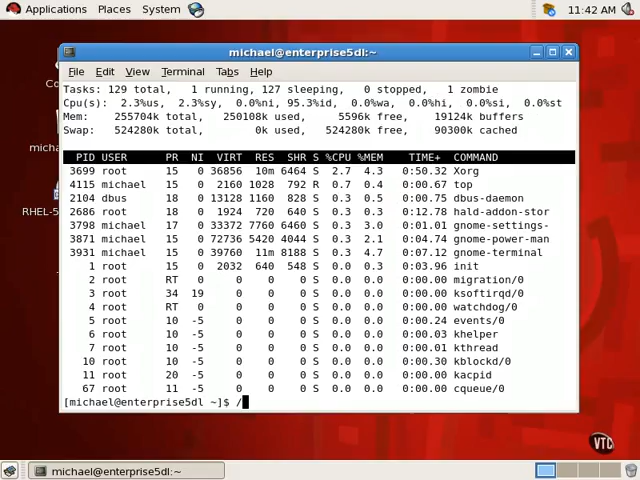 Applications Places System
11:42 AM
michael@enterprise5dl:~
File Edit View Terminal Tabs Help
Tasks: 129 total, 1 running, 127 sleeping, 0 stopped, 1 zombie
Cpu(s): 2.3%us, 2.3%sy, 0.0%ni, 95.3%id, 0.0%wa, 0.0%hi, 0.0%si, 0.0%st
Mem: 255704k total, 250108k used, 5596k free, 19124k buffers
Swap: 524280k total, 0k used, 524280k free, 90300k cached
PID USER PR NI VIRT RES SHR S %CPU %MEM TIME+ COMMAND
3699 root 15 0 36856 10m 6464 S 2.7 4.3 0:50.32 Xorg
4115 michael 15 0 2160 1028 792 R 0.7 0.4 0:00.67 top
2104 dbus 18 0 13128 1160 828 S 0.3 0.5 0:00.75 dbus-daemon
2686 root 18 0 1924 720 640 S 0.3 0.3 0:12.78 hald-addon-stor
3798 michael 17 0 33372 7760 6460 S 0.3 3.0 0:01.01 gnome-settings-
3871 michael 15 0 72736 5420 4044 S 0.3 2.1 0:04.74 gnome-power-man
3931 michael 15 0 39760 11m 8188 S 0.3 4.7 0:07.12 gnome-terminal
1 root 15 0 2032 640 548 S 0.0 0.3 0:03.96 init
2 root RT 0 0 0 0 S 0.0 0.0 0:00.00 migration/0
3 root 34 19 0 0 0 S 0.0 0.0 0:00.00 ksoftirqd/0
4 root RT 0 0 0 0 S 0.0 0.0 0:00.00 watchdog/0
5 root 10 -5 0 0 0 S 0.0 0.0 0:00.24 events/0
6 root 10 -5 0 0 0 S 0.0 0.0 0:00.03 khelper
7 root 10 -5 0 0 0 S 0.0 0.0 0:00.01 kthread
10 root 10 -5 0 0 0 S 0.0 0.0 0:00.30 kblockd/0
11 root 20 -5 0 0 0 S 0.0 0.0 0:00.00 kacpid
67 root 11 -5 0 0 0 S 0.0 0.0 0:00.00 cqueue/0
[michael@enterprise5dl ~]$ /
Co
micha
RHEL-5
VTC
michael@enterprise5dl:~